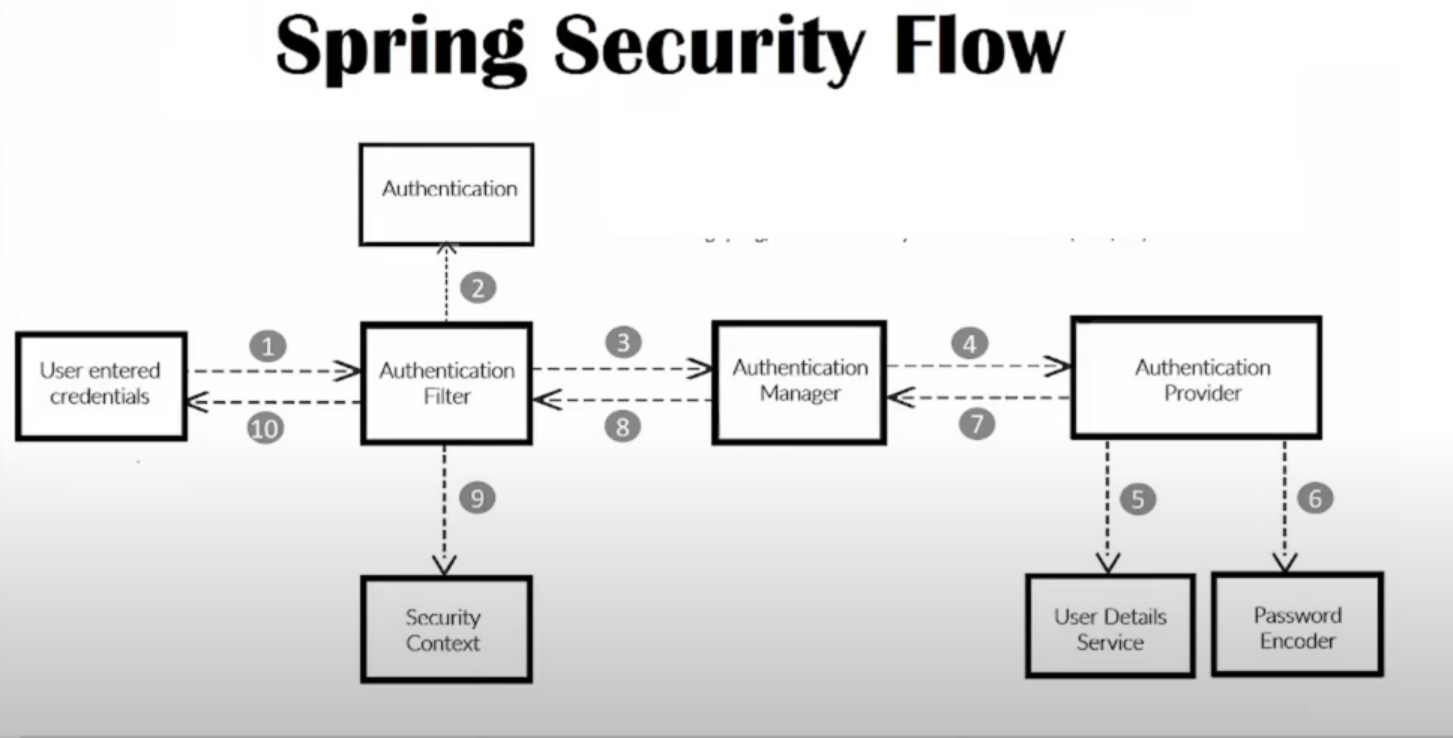 Spring Security Flow
Authentication
2
1
3
4
User entered
credentials
Authentication
Filter
Authentication
Manager
Authentication
Provider
10
8
7
9
5
6
Security
Context
User Details
Service
Password
Encoder